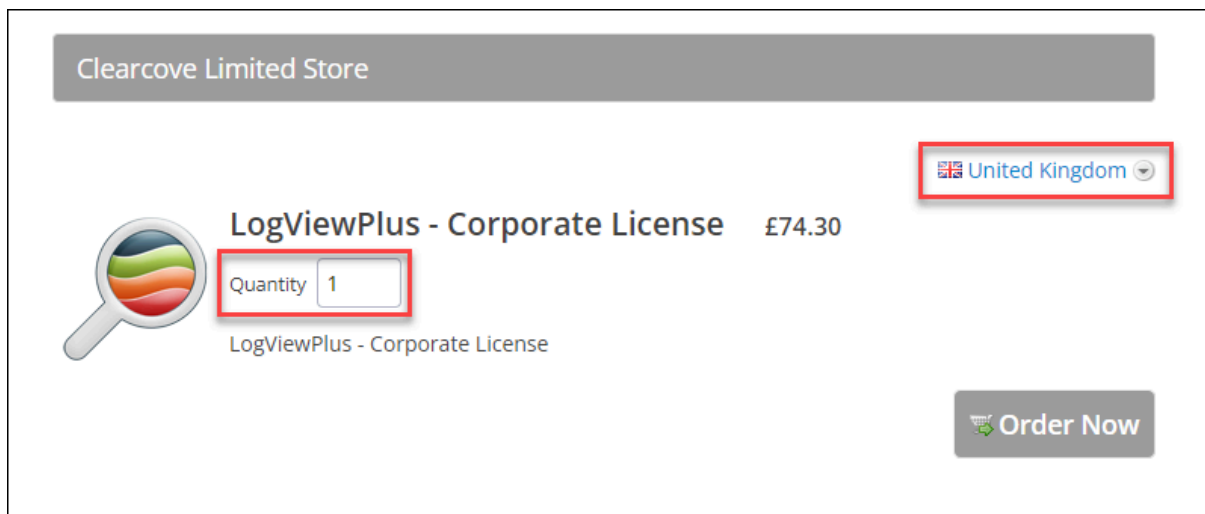 Clearcove Limited Store
United Kingdom
LogViewPlus - Corporate License £74.30
Quantity 1
LogViewPlus - Corporate License
Order Now